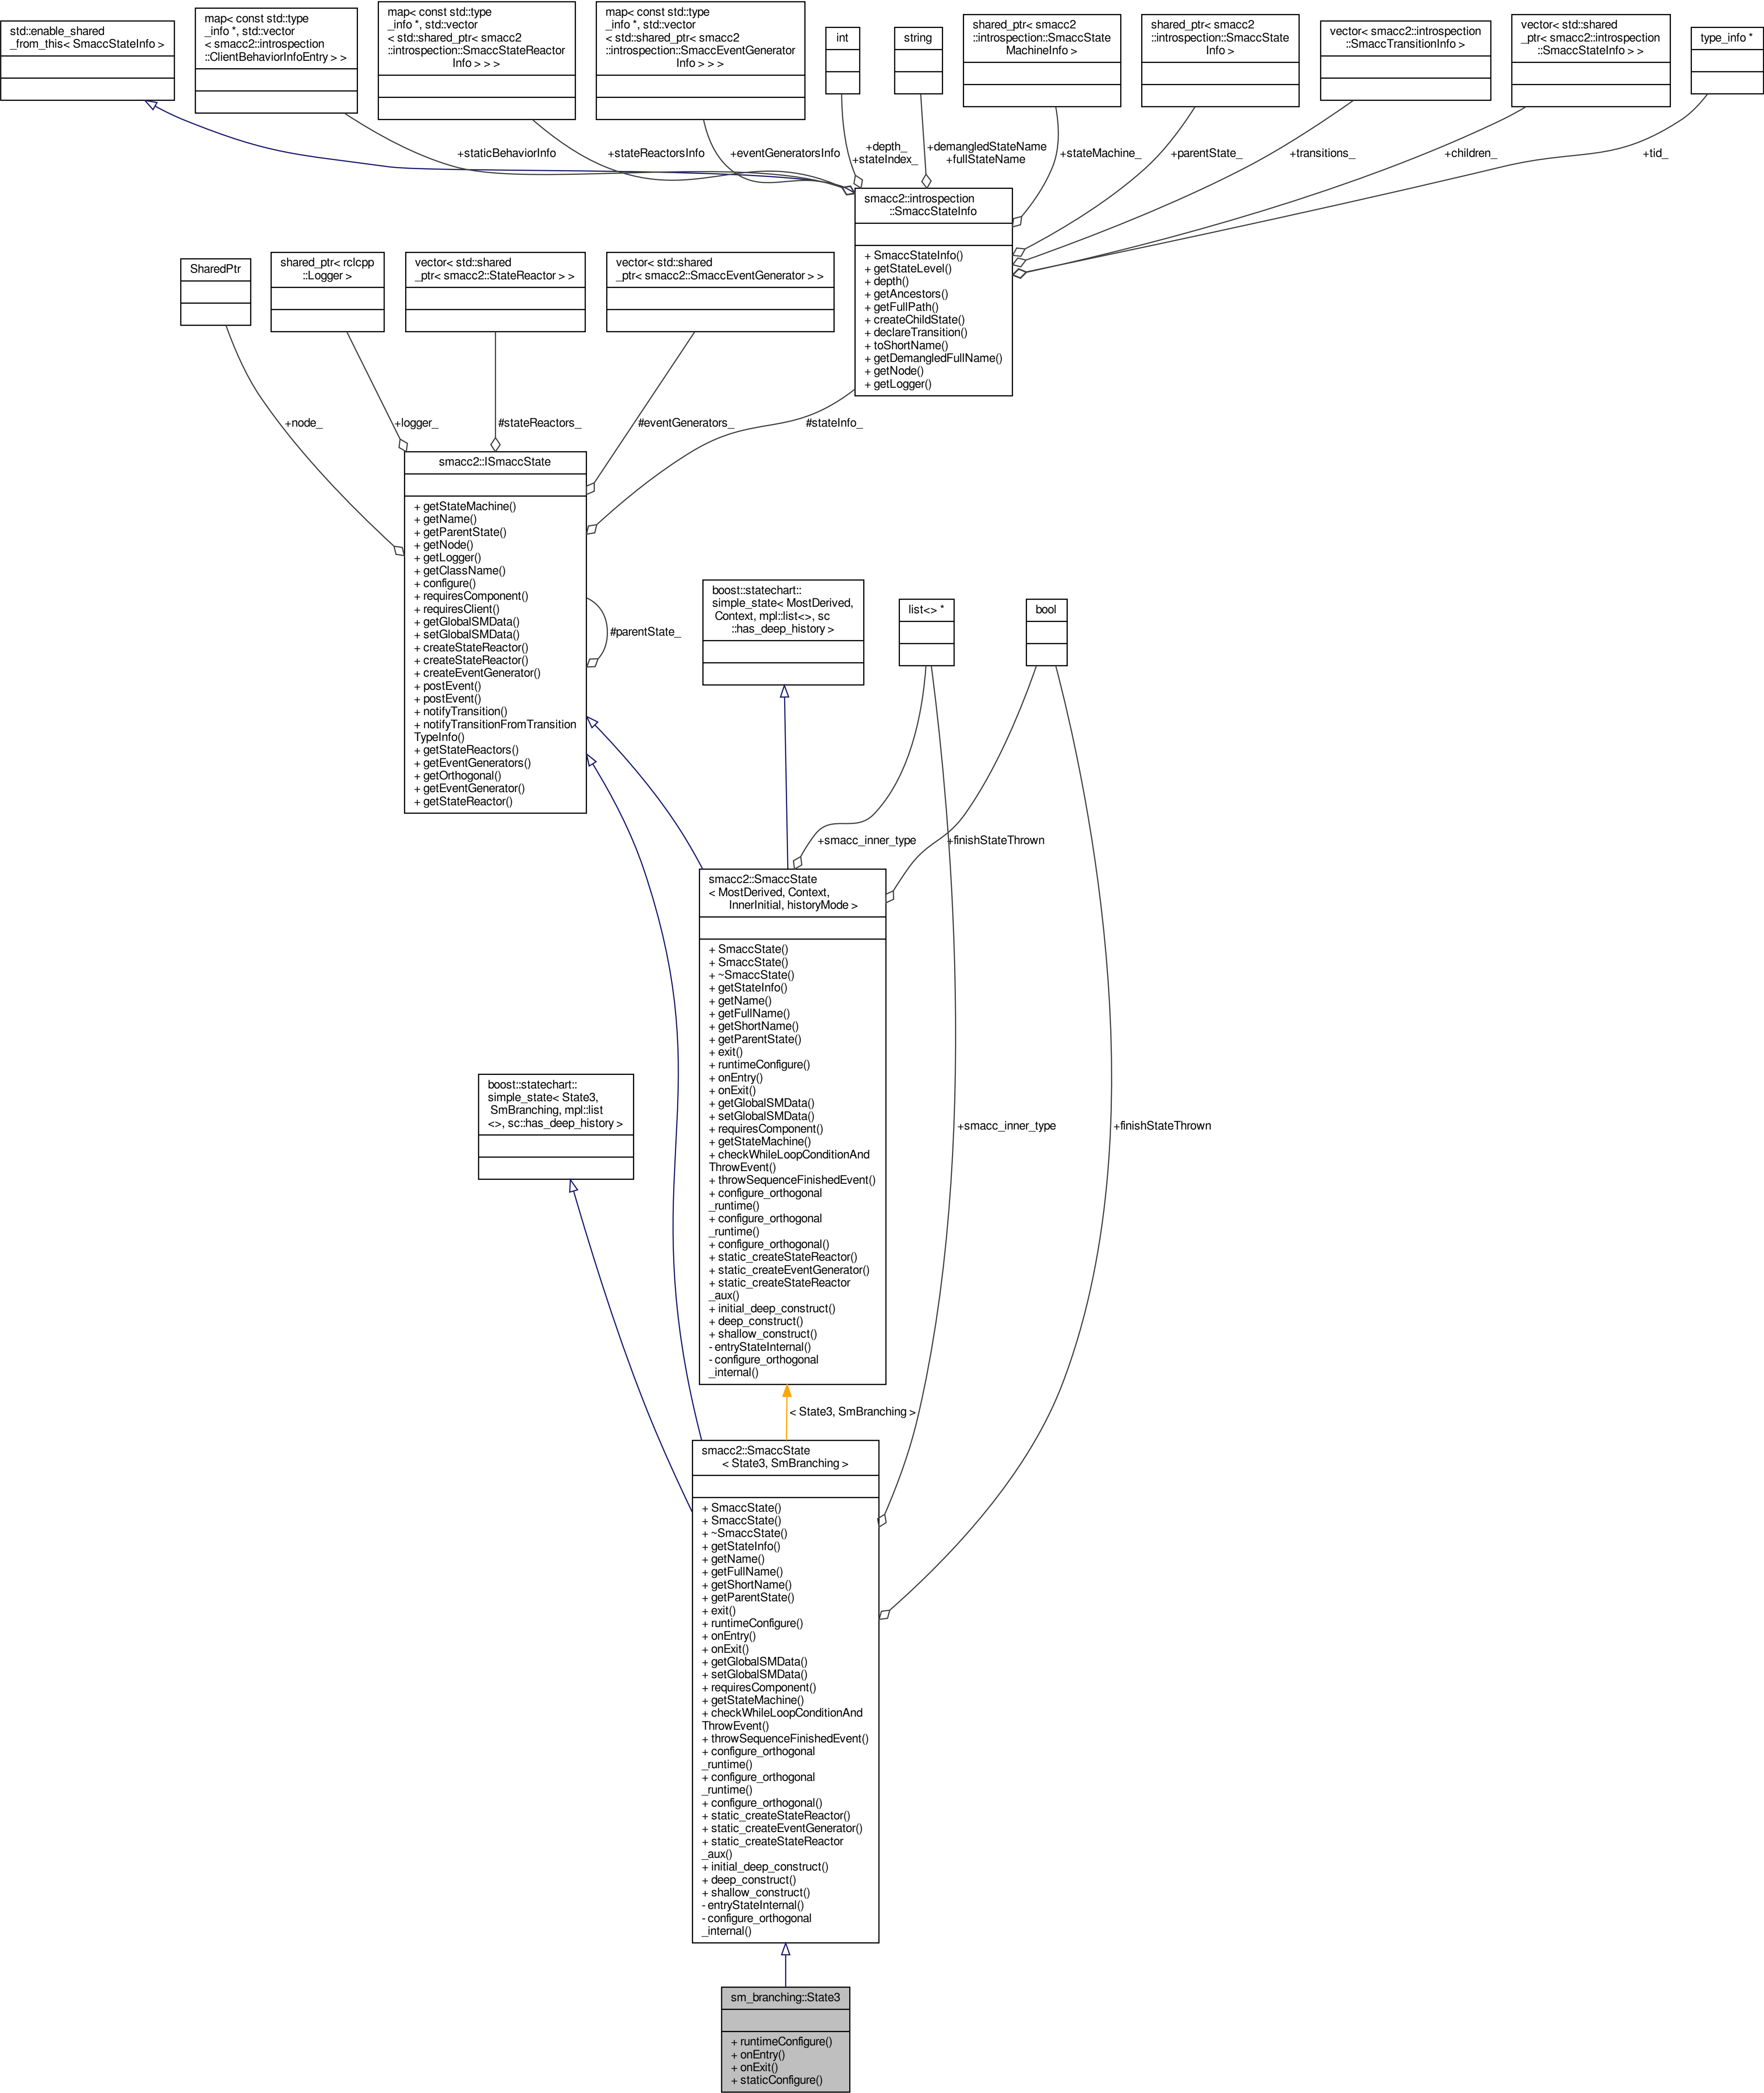 std::enable_shared
_from_this< SmaccStateInfo >
map< const std::type
_info *, std::vector
< smacc2::introspection
::ClientBehaviorInfoEntry > >
map< const std::type
_info *, std::vector
< std::shared_ptr< smacc2
::introspection::SmaccStateReactor
Info > > >
map< const std::type
_info *, std::vector
< std::shared_ptr< smacc2
::introspection::SmaccEventGenerator
Info > > >
int
string
shared_ptr< smacc2
::introspection::SmaccState
MachineInfo >
shared_ptr< smacc2
::introspection::SmaccState
Info >
vector< smacc2::introspection
::SmaccTransitionInfo >
vector< std::shared
_ptr< smacc2::introspection
::SmaccStateInfo > >
type_info *
+staticBehaviorInfo
+stateReactorsInfo
+eventGeneratorsInfo
+depth_
+stateIndex_
+demangledStateName
+fullStateName
+stateMachine_
+parentState_
+transitions_
+children_
+tid_
smacc2::introspection
::SmaccStateInfo
+ SmaccStateInfo()
+ getStateLevel()
+ depth()
+ getAncestors()
+ getFullPath()
+ createChildState()
+ declareTransition()
+ toShortName()
+ getDemangledFullName()
+ getNode()
+ getLogger()
SharedPtr
shared_ptr< rclcpp
::Logger >
vector< std::shared
_ptr< smacc2::StateReactor > >
vector< std::shared
_ptr< smacc2::SmaccEventGenerator > >
+node_
+logger_
#stateReactors_
#eventGenerators_
#stateInfo_
smacc2::ISmaccState
+ getStateMachine()
+ getName()
+ getParentState()
+ getNode()
+ getLogger()
+ getClassName()
+ configure()
+ requiresComponent()
+ requiresClient()
+ getGlobalSMData()
+ setGlobalSMData()
+ createStateReactor()
+ createStateReactor()
+ createEventGenerator()
+ postEvent()
+ postEvent()
+ notifyTransition()
+ notifyTransitionFromTransition
TypeInfo()
+ getStateReactors()
+ getEventGenerators()
+ getOrthogonal()
+ getEventGenerator()
+ getStateReactor()
#parentState_
boost::statechart::
simple_state< MostDerived,
Context, mpl::list<>, sc
::has_deep_history >
list<> *
bool
+smacc_inner_type
+finishStateThrown
smacc2::SmaccState
< MostDerived, Context,
InnerInitial, historyMode >
+ SmaccState()
+ SmaccState()
+ ~SmaccState()
+ getStateInfo()
+ getName()
+ getFullName()
+ getShortName()
+ getParentState()
+ exit()
+ runtimeConfigure()
+ onEntry()
+ onExit()
+ getGlobalSMData()
+ setGlobalSMData()
+ requiresComponent()
+ getStateMachine()
+ checkWhileLoopConditionAnd
ThrowEvent()
+ throwSequenceFinishedEvent()
+ configure_orthogonal
_runtime()
+ configure_orthogonal
_runtime()
+ configure_orthogonal()
+ static_createStateReactor()
+ static_createEventGenerator()
+ static_createStateReactor
_aux()
+ initial_deep_construct()
+ deep_construct()
+ shallow_construct()
- entryStateInternal()
- configure_orthogonal
_internal()
boost::statechart::
simple_state< State3,
SmBranching, mpl::list
<>, sc::has_deep_history >
+smacc_inner_type
+finishStateThrown
< State3, SmBranching >
smacc2::SmaccState
< State3, SmBranching >
+ SmaccState()
+ SmaccState()
+ ~SmaccState()
+ getStateInfo()
+ getName()
+ getFullName()
+ getShortName()
+ getParentState()
+ exit()
+ runtimeConfigure()
+ onEntry()
+ onExit()
+ getGlobalSMData()
+ setGlobalSMData()
+ requiresComponent()
+ getStateMachine()
+ checkWhileLoopConditionAnd
ThrowEvent()
+ throwSequenceFinishedEvent()
+ configure_orthogonal
_runtime()
+ configure_orthogonal
_runtime()
+ configure_orthogonal()
+ static_createStateReactor()
+ static_createEventGenerator()
+ static_createStateReactor
_aux()
+ initial_deep_construct()
+ deep_construct()
+ shallow_construct()
- entryStateInternal()
- configure_orthogonal
_internal()
sm_branching::State3
+ runtimeConfigure()
+ onEntry()
+ onExit()
+ staticConfigure()